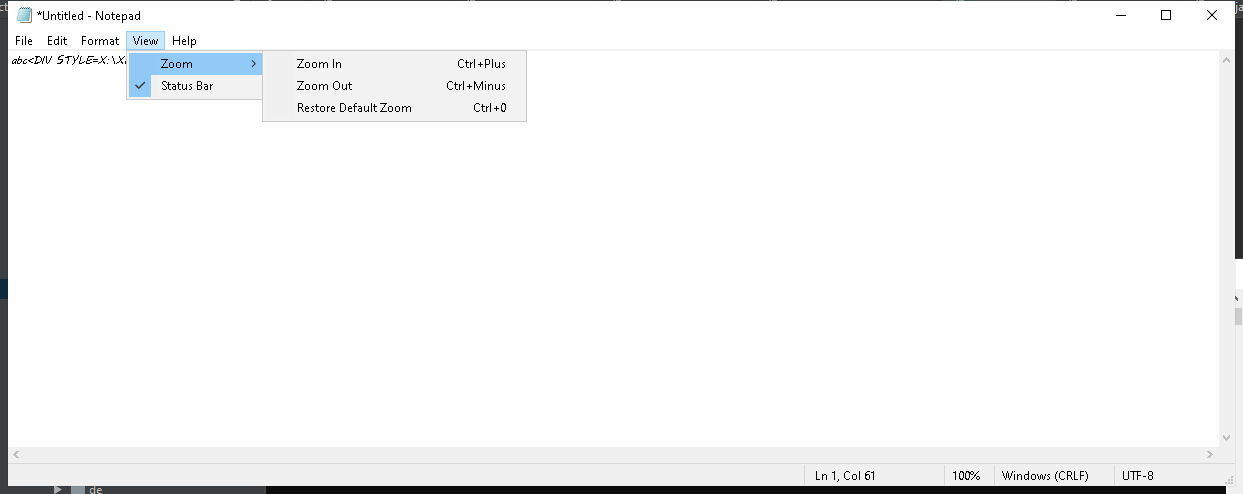 *Untitled - Notepad
File Edit Format View Help
abc<DIV STYLE=X:\X
Zoom
Status Bar
Zoom In Ctrl+Plus
Zoom Out Ctrl+Minus
Restore Default Zoom Ctrl+0
Ln 1, Col 61 100% Windows (CRLF) UTF-8
de